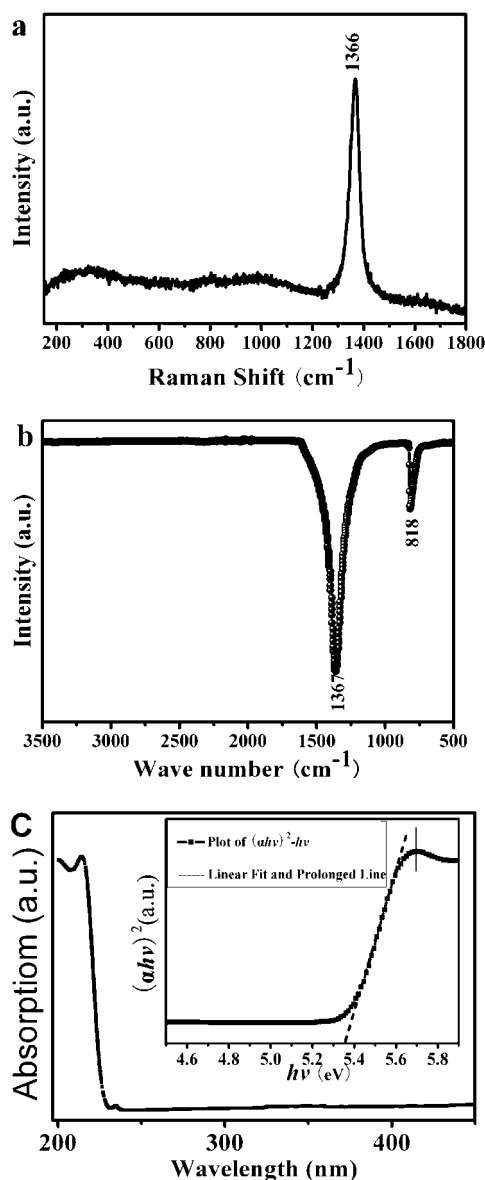 a
1366
Intensity (a.u.)
200 400 600 800 1000 1200 1400 1600 1800
Raman Shift (cm-1)
b
818
1367
Intensity (a.u.)
3500 3000 2500 2000 1500 1000 500
Wave number (cm-1)
C
Plot of (αhν)2-hν
Linear Fit and Prolonged Line
(αhν)2(a.u.)
4.6 4.8 5.0 5.2 5.4 5.6 5.8
hν (eV)
Absorptiom (a.u.)
200 300 400
Wavelength (nm)